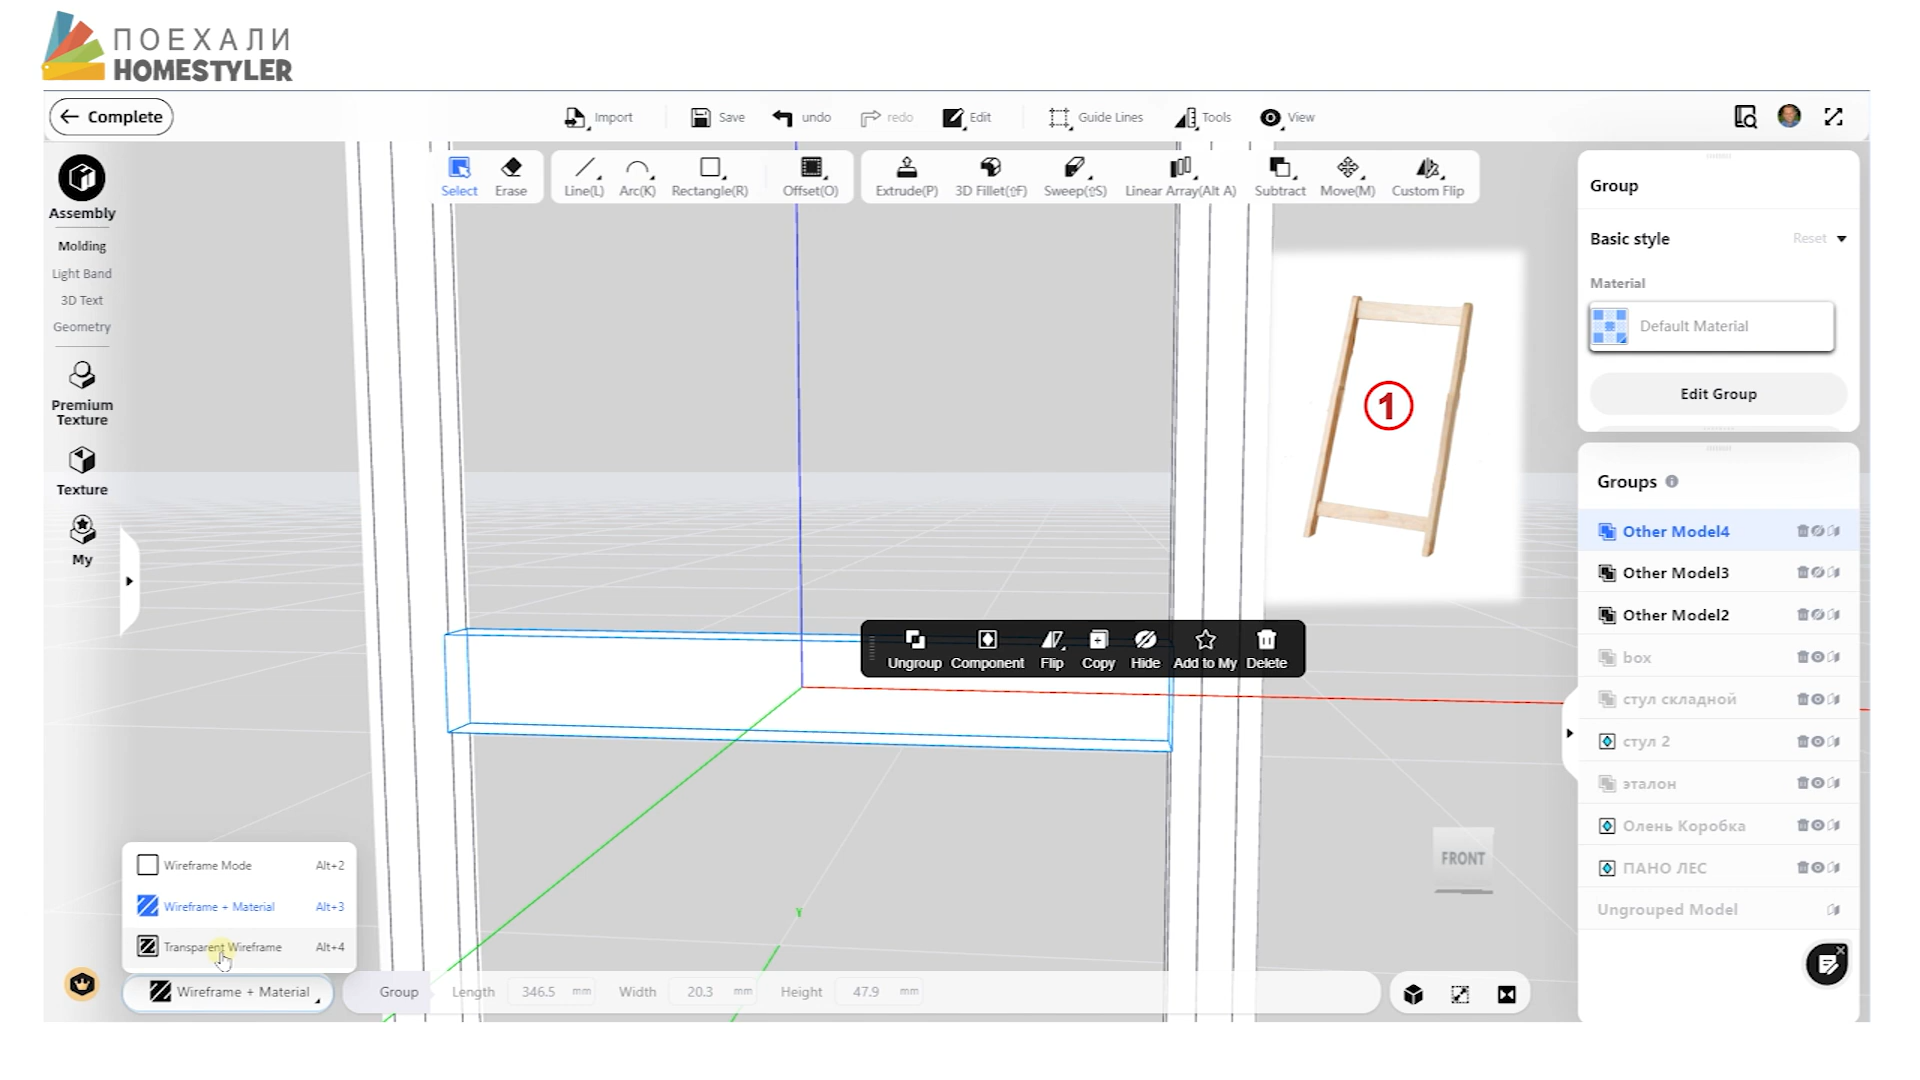 ПОЕХАЛИ
HOMESTYLER
Complete
Import
Save
undo
redo
Edit
Guide Lines
Tools
View
Select
Erase
Line(L)
Arc(K)
Rectangle(R)
Offset(O)
Extrude(P)
3D Fillet(⇧F)
Sweep(⇧S)
Linear Array(Alt A)
Subtract
Move(M)
Custom Flip
Assembly
Molding
Light Band
3D Text
Geometry
Premium
Texture
Texture
My
1
Group
Basic style
Reset
Material
Default Material
Edit Group
Groups
Other Model4
Other Model3
Other Model2
box
стул складной
стул 2
эталон
Олень Коробка
ПАНО ЛЕС
Ungrouped Model
Ungroup
Component
Flip
Copy
Hide
Add to My
Delete
FRONT
Y
Wireframe Mode Alt+2
Wireframe + Material Alt+3
Transparent Wireframe Alt+4
Wireframe + Material
Group
Length 346.5 mm
Width 20.3 mm
Height 47.9 mm